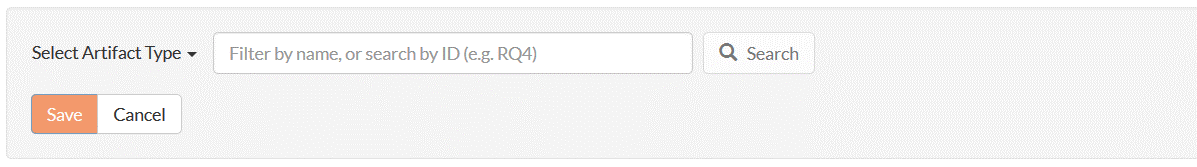 Select Artifact Type Filter by name, or search by ID (e.g. RQ4) Search
Save Cancel